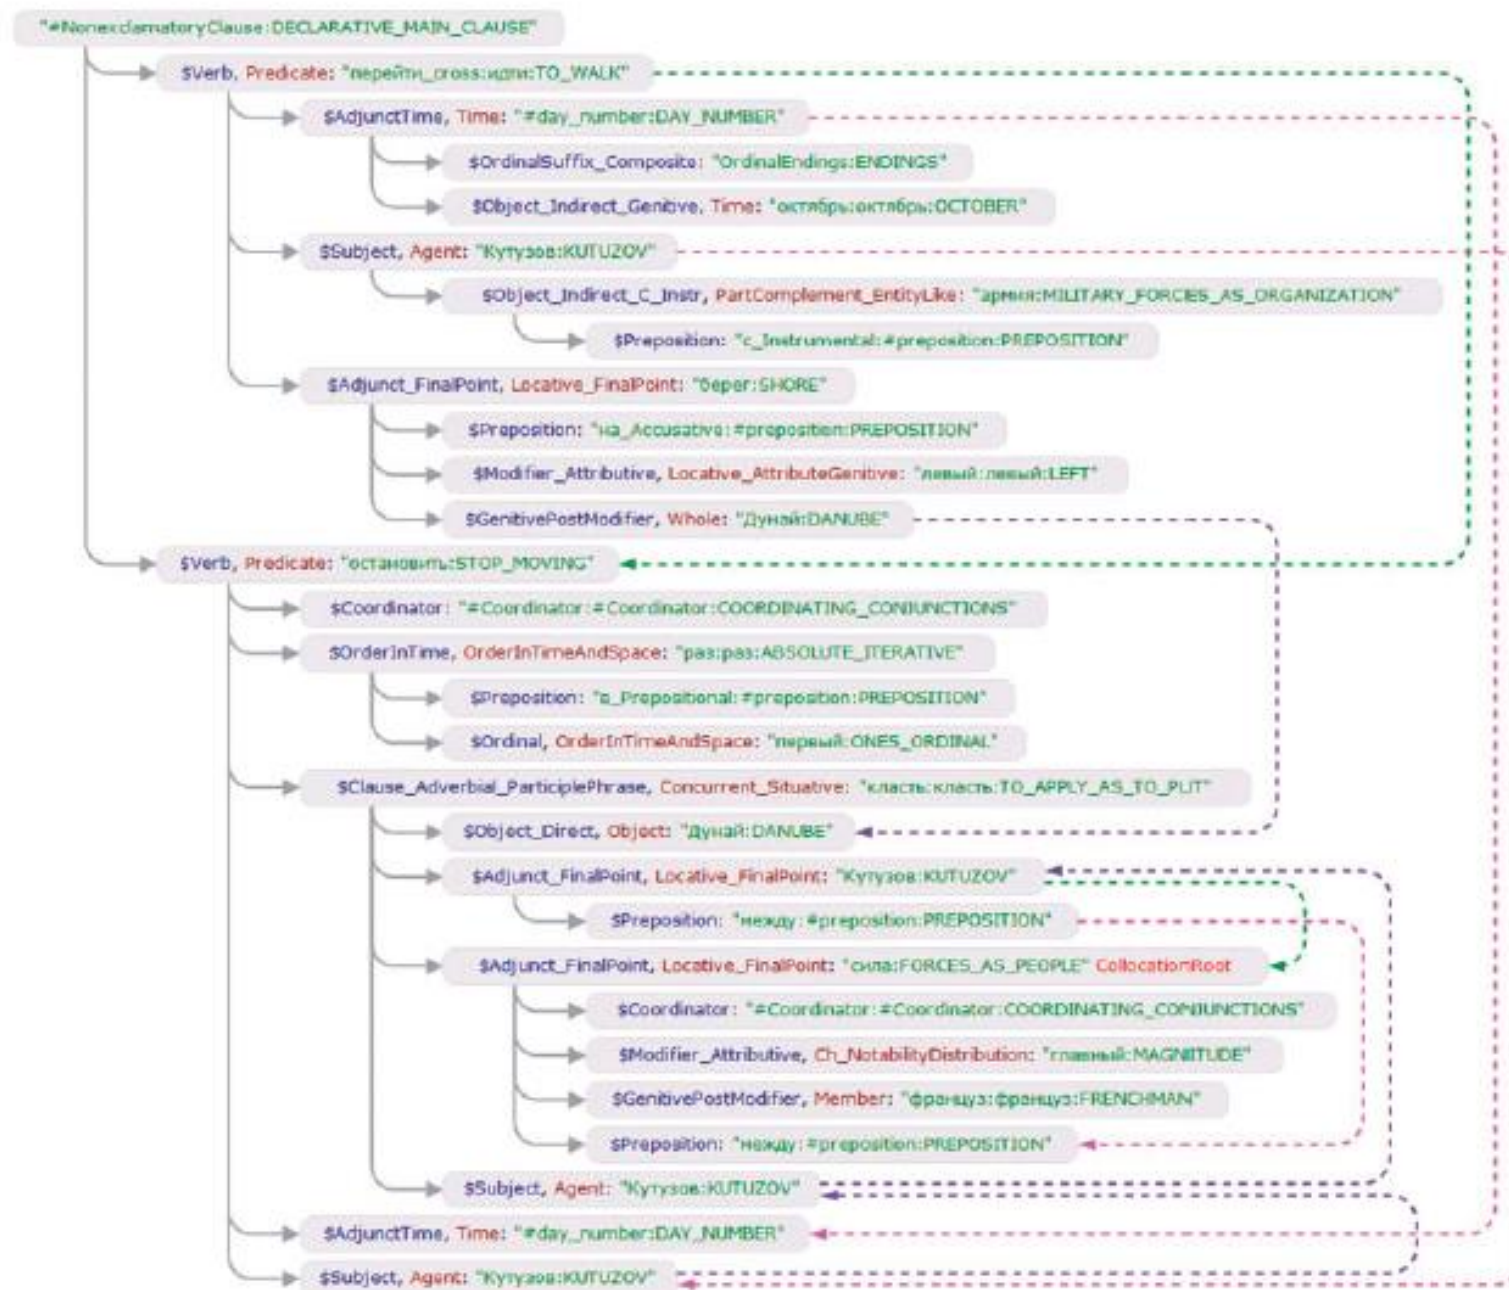 "#NonexclamatoryClause:DECLARATIVE_MAIN_CLAUSE"
$Verb, Predicate: "перейти_cross:идти:TO_WALK"
$AdjunctTime, Time: "#day_number:DAY_NUMBER"
$OrdinalSuffix_Composite: "OrdinalEndings:ENDINGS"
$Object_Indirect_Genitive, Time: "октябрь:октябрь:OCTOBER"
$Subject, Agent: "Кутузов:KUTUZOV"
$Object_Indirect_C_Instr, PartComplement_EntityLike: "армия:MILITARY_FORCIES_AS_ORGANIZATION"
$Preposition: "с_Instrumental:#preposition:PREPOSITION"
$Adjunct_FinalPoint, Locative_FinalPoint: "берег:SHORE"
$Preposition: "на_Accusative:#preposition:PREPOSITION"
$Modifier_Attributive, Locative_AttributeGenitive: "левый:левый:LEFT"
$GenitivePostModifier, Whole: "Дунай:DANUBE"
$Verb, Predicate: "остановить:STOP_MOVING"
$Coordinator: "#Coordinator:#Coordinator:COORDINATING_CONJUNCTIONS"
$OrderInTime, OrderInTimeAndSpace: "раз:раз:ABSOLUTE_ITERATIVE"
$Preposition: "в_Prepositional:#preposition:PREPOSITION"
$Ordinal, OrderInTimeAndSpace: "первый:ONES_ORDINAL"
$Clause_Adverbial_ParticiplePhrase, Concurrent_Situative: "класть:класть:TO_APPLY_AS_TO_PUT"
$Object_Direct, Object: "Дунай:DANUBE"
$Adjunct_FinalPoint, Locative_FinalPoint: "Кутузов:KUTUZOV"
$Preposition: "между:#preposition:PREPOSITION"
$Adjunct_FinalPoint, Locative_FinalPoint: "сила:FORCES_AS_PEOPLE" CollocationRoot
$Coordinator: "#Coordinator:#Coordinator:COORDINATING_CONJUNCTIONS"
$Modifier_Attributive, Ch_NotabilityDistribution: "главный:MAGNITUDE"
$GenitivePostModifier, Member: "француз:француз:FRENCHMAN"
$Preposition: "между:#preposition:PREPOSITION"
$Subject, Agent: "Кутузов:KUTUZOV"
$AdjunctTime, Time: "#day_number:DAY_NUMBER"
$Subject, Agent: "Кутузов:KUTUZOV"